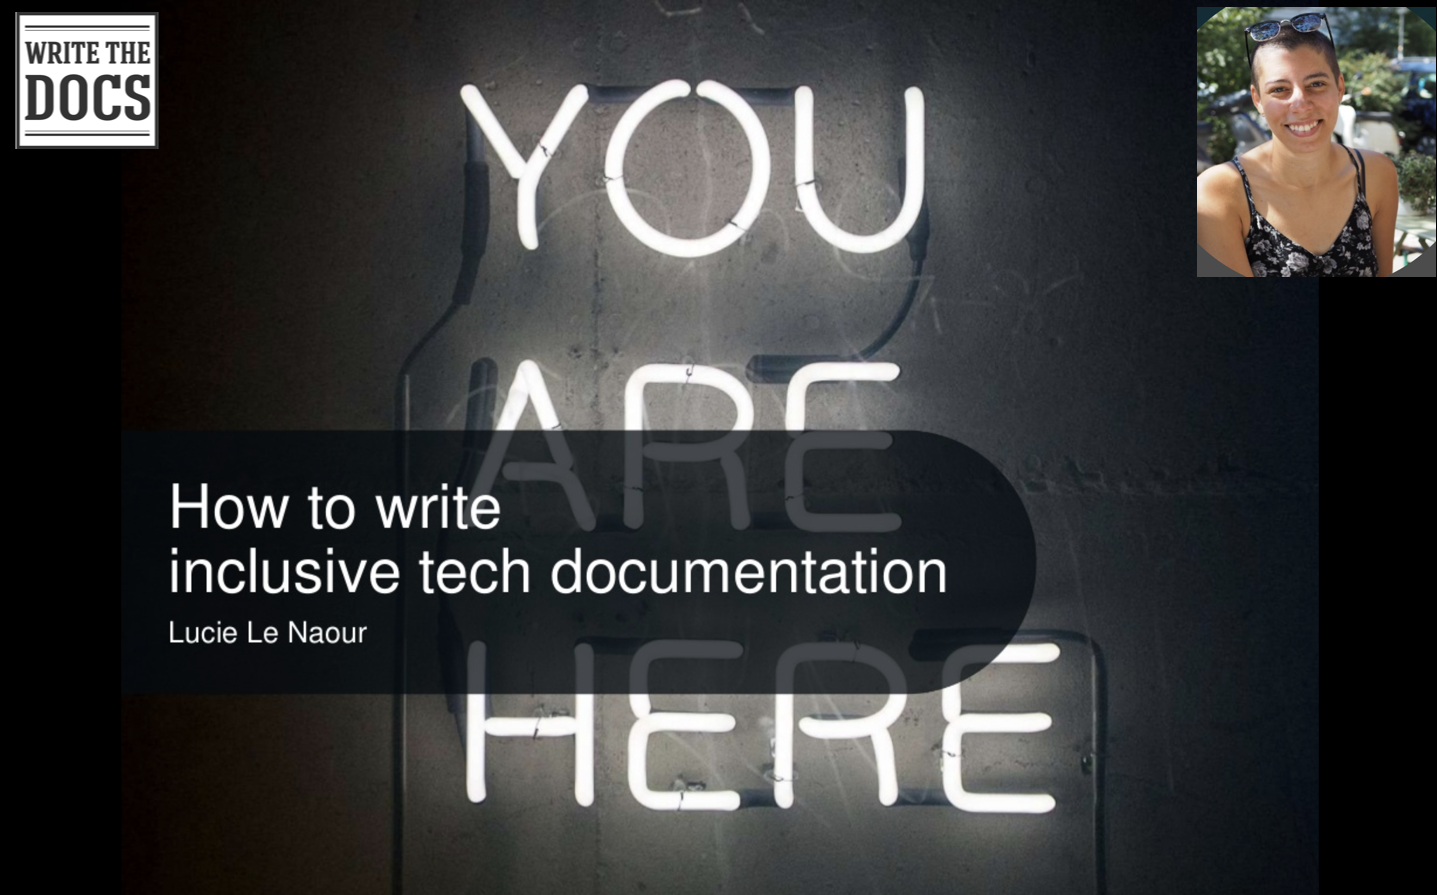 WRITE THE
DOCS
YOU
ARE
HERE
How to write
inclusive tech documentation
Lucie Le Naour